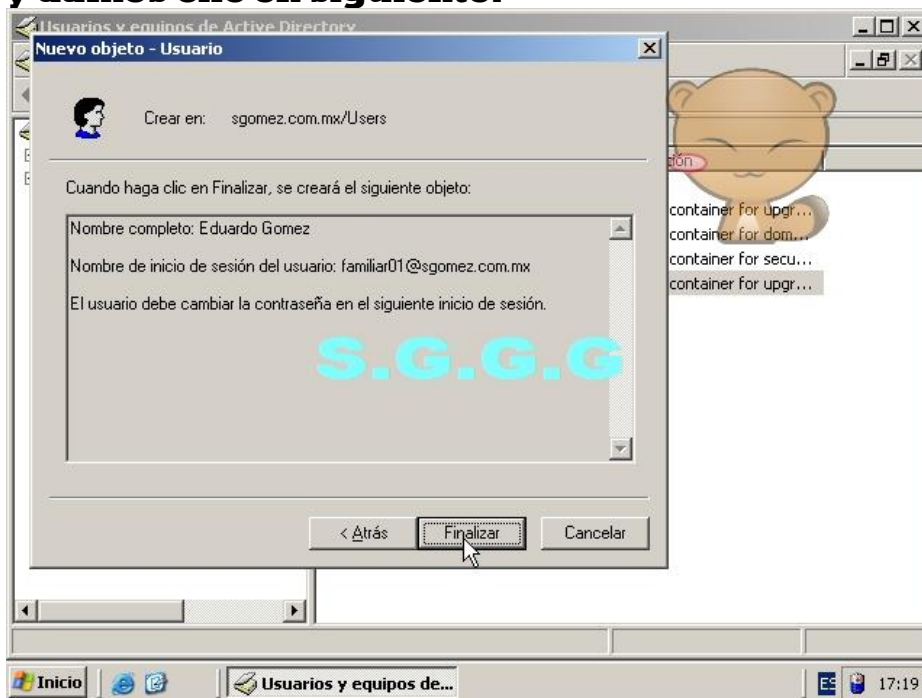 y damos clic en siguiente.
Usuarios y equipos de Active Directory
Nuevo objeto - Usuario
Crear en: sgomez.com.mx/Users
Cuando haga clic en Finalizar, se creará el siguiente objeto:
Nombre completo: Eduardo Gomez
Nombre de inicio de sesión del usuario: familiar01@sgomez.com.mx
El usuario debe cambiar la contraseña en el siguiente inicio de sesión.
S.G.G.G
< Atrás
Finalizar
Cancelar
container for upgr...
container for dom...
container for secu...
container for upgr...
Inicio
Usuarios y equipos de...
ES
17:19